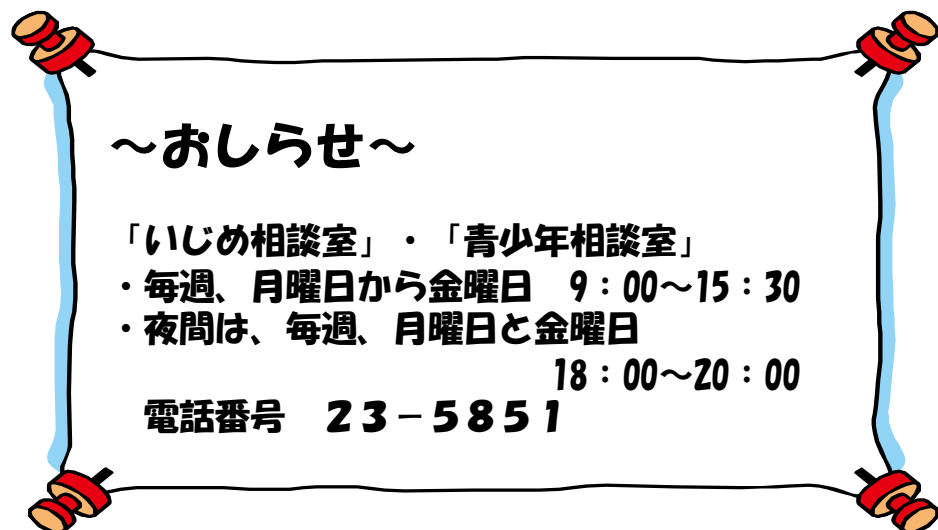 ～おしらせ～
「いじめ相談室」・「青少年相談室」
・毎週、月曜日から金曜日　9：00～15：30
・夜間は、毎週、月曜日と金曜日
18：00～20：00
電話番号　２３－５８５１